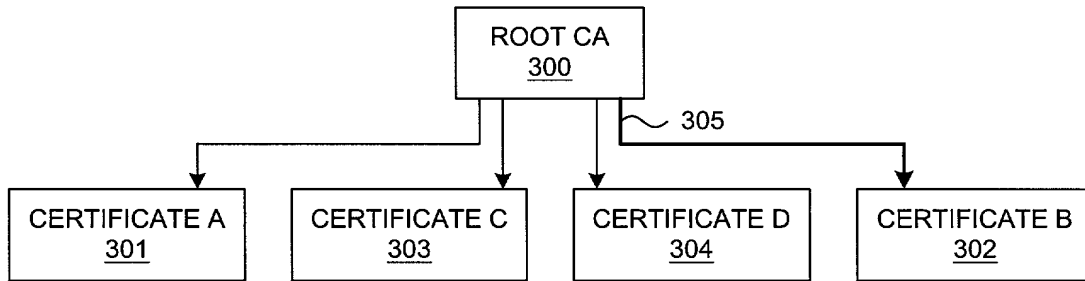 ROOT CA
300
305
CERTIFICATE A
301
CERTIFICATE C
303
CERTIFICATE D
304
CERTIFICATE B
302